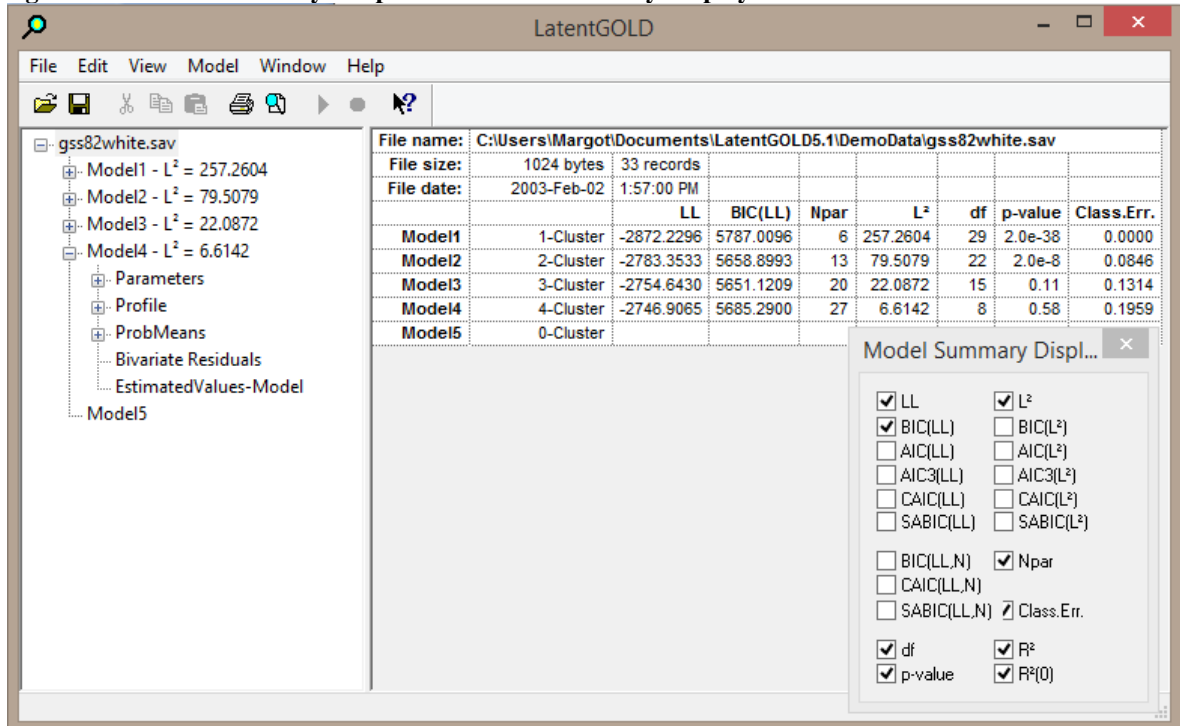 LatentGOLD
File Edit View Model Window Help
gss82white.sav
Model1 - L² = 257.2604
Model2 - L² = 79.5079
Model3 - L² = 22.0872
Model4 - L² = 6.6142
Parameters
Profile
ProbMeans
Bivariate Residuals
EstimatedValues-Model
Model5
File name: C:\Users\Margot\Documents\LatentGOLD5.1\DemoData\gss82white.sav
File size: 1024 bytes 33 records
File date: 2003-Feb-02 1:57:00 PM
LL BIC(LL) Npar L² df p-value Class.Err.
Model1 1-Cluster -2872.2296 5787.0096 6 257.2604 29 2.0e-38 0.0000
Model2 2-Cluster -2783.3533 5658.8993 13 79.5079 22 2.0e-8 0.0846
Model3 3-Cluster -2754.6430 5651.1209 20 22.0872 15 0.11 0.1314
Model4 4-Cluster -2746.9065 5685.2900 27 6.6142 8 0.58 0.1959
Model5 0-Cluster
Model Summary Displ...
LL L²
BIC(LL) BIC(L²)
AIC(LL) AIC(L²)
AIC3(LL) AIC3(L²)
CAIC(LL) CAIC(L²)
SABIC(LL) SABIC(L²)
BIC(LL,N) Npar
CAIC(LL,N)
SABIC(LL,N) Class.Err.
df R²
p-value R²(0)